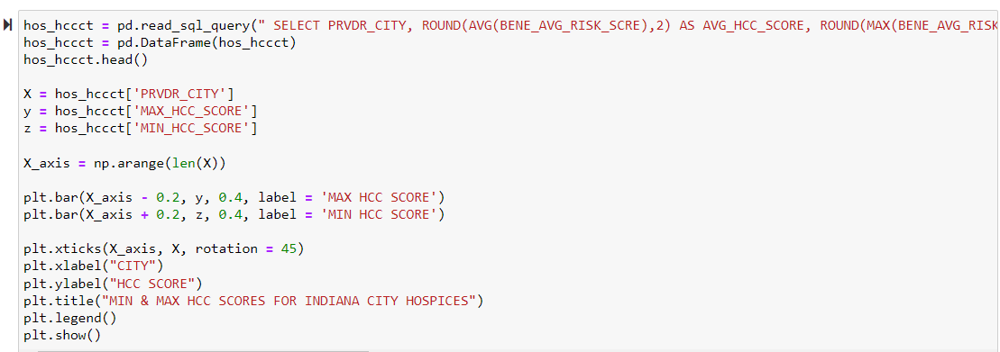 hos_hccct = pd.read_sql_query(" SELECT PRVDR_CITY, ROUND(AVG(BENE_AVG_RISK_SCRE),2) AS AVG_HCC_SCORE, ROUND(MAX(BENE_AVG_RISK
hos_hccct = pd.DataFrame(hos_hccct)
hos_hccct.head()
X = hos_hccct['PRVDR_CITY']
y = hos_hccct['MAX_HCC_SCORE']
z = hos_hccct['MIN_HCC_SCORE']
X_axis = np.arange(len(X))
plt.bar(X_axis - 0.2, y, 0.4, label = 'MAX HCC SCORE')
plt.bar(X_axis + 0.2, z, 0.4, label = 'MIN HCC SCORE')
plt.xticks(X_axis, X, rotation = 45)
plt.xlabel("CITY")
plt.ylabel("HCC SCORE")
plt.title("MIN & MAX HCC SCORES FOR INDIANA CITY HOSPICES")
plt.legend()
plt.show()